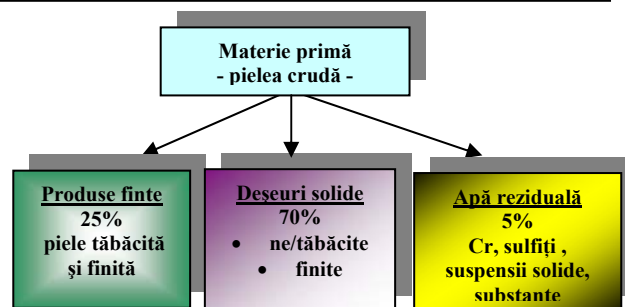 Materie primă
- pielea crudă -
Produse finte
25%
piele tăbăcită
şi finită
Deşeuri solide
70%
• ne/tăbăcite
• finite
Apă reziduală
5%
Cr, sulfiţi ,
suspensii solide,
substanţe